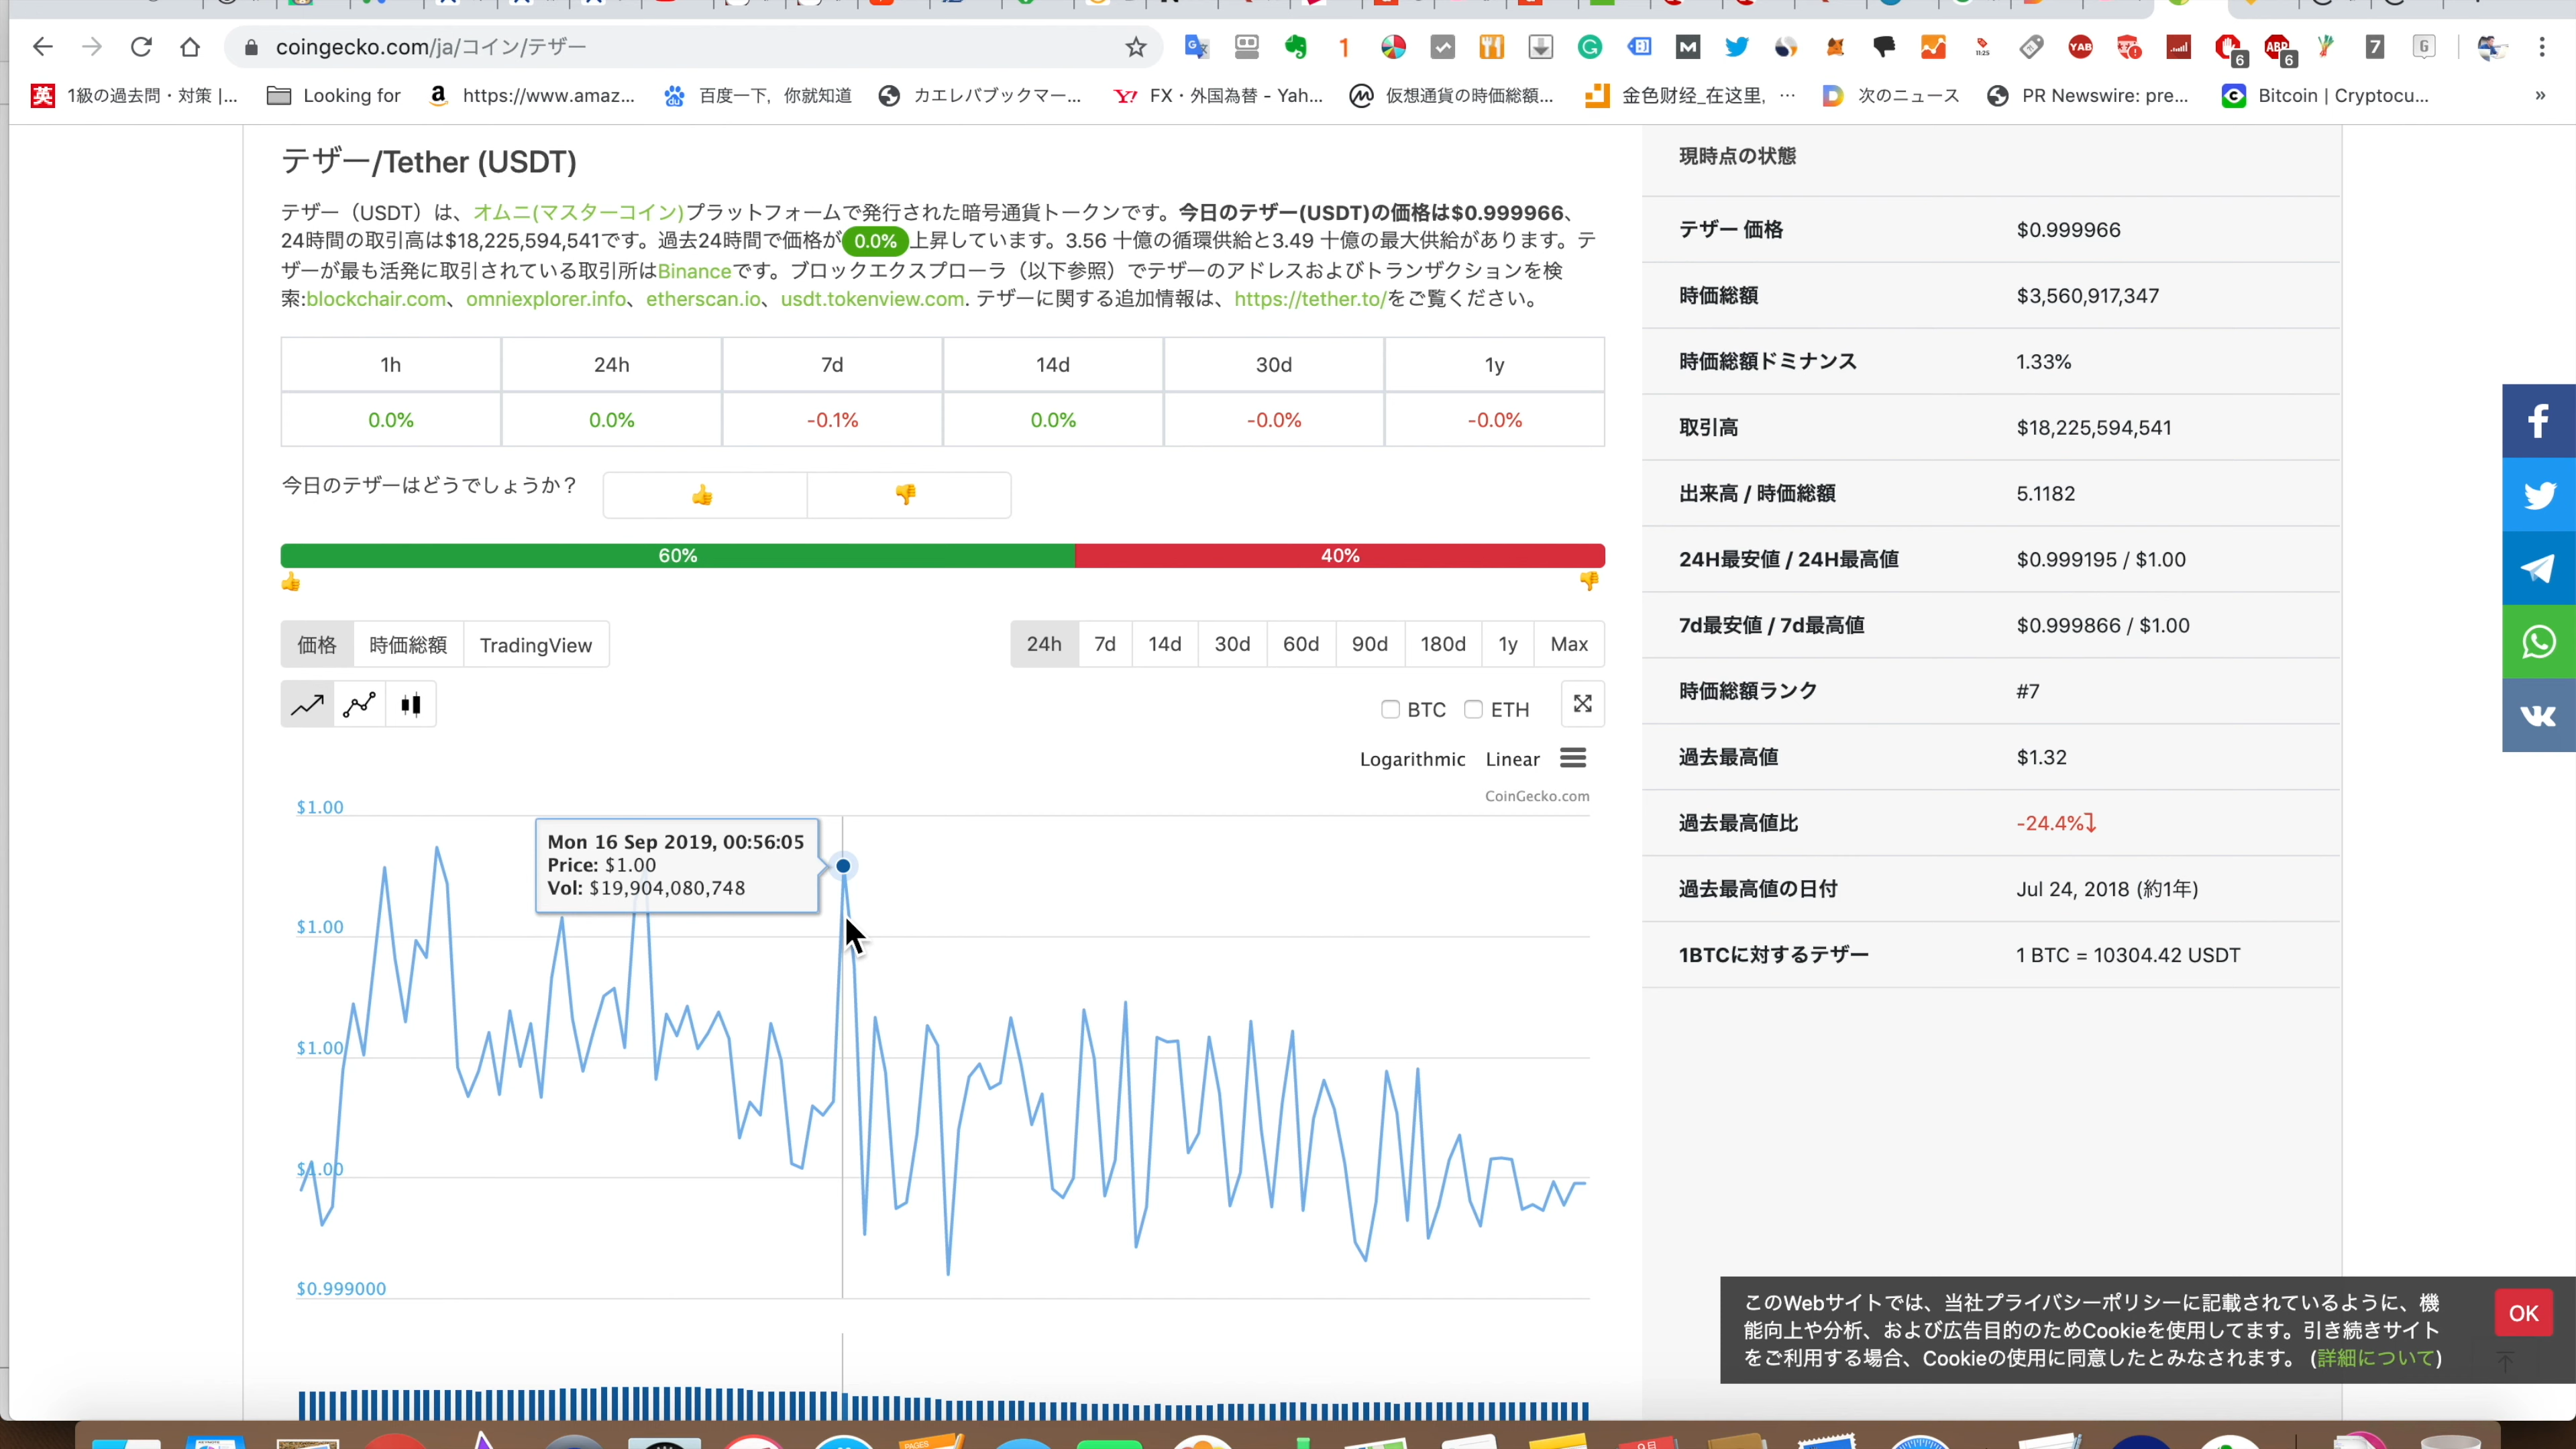 coingecko.com/ja/コイン/テザー
1
11:25
YAB
ABP
6
6
7
G
英 1級の過去問・対策 |...
Looking for
https://www.amaz...
百度一下，你就知道
カエレバブックマー...
FX・外国為替 - Yah...
仮想通貨の時価総額...
金色财经_在这里，...
次のニュース
PR Newswire: pre...
Bitcoin | Cryptocu...
»
テザー/Tether (USDT)
テザー（USDT）は、オムニ(マスターコイン)プラットフォームで発行された暗号通貨トークンです。今日のテザー(USDT)の価格は$0.999966、
24時間の取引高は$18,225,594,541です。過去24時間で価格が 0.0% 上昇しています。3.56 十億の循環供給と3.49 十億の最大供給があります。テ
ザーが最も活発に取引されている取引所はBinanceです。ブロックエクスプローラ（以下参照）でテザーのアドレスおよびトランザクションを検
索:blockchair.com、omniexplorer.info、etherscan.io、usdt.tokenview.com. テザーに関する追加情報は、https://tether.to/をご覧ください。
1h 24h 7d 14d 30d 1y
0.0% 0.0% -0.1% 0.0% -0.0% -0.0%
今日のテザーはどうでしょうか？
60% 40%
価格 時価総額 TradingView
24h 7d 14d 30d 60d 90d 180d 1y Max
BTC ETH
Logarithmic Linear
CoinGecko.com
$1.00
Mon 16 Sep 2019, 00:56:05
Price: $1.00
Vol: $19,904,080,748
$1.00
$1.00
$1.00
$0.999000
現時点の状態
テザー 価格 $0.999966
時価総額 $3,560,917,347
時価総額ドミナンス 1.33%
取引高 $18,225,594,541
出来高 / 時価総額 5.1182
24H最安値 / 24H最高値 $0.999195 / $1.00
7d最安値 / 7d最高値 $0.999866 / $1.00
時価総額ランク #7
過去最高値 $1.32
過去最高値比 -24.4%
過去最高値の日付 Jul 24, 2018 (約1年)
1BTCに対するテザー 1 BTC = 10304.42 USDT
このWebサイトでは、当社プライバシーポリシーに記載されているように、機
能向上や分析、および広告目的のためCookieを使用してます。引き続きサイト
をご利用する場合、Cookieの使用に同意したとみなされます。 (詳細について)
OK
PAGES
9月